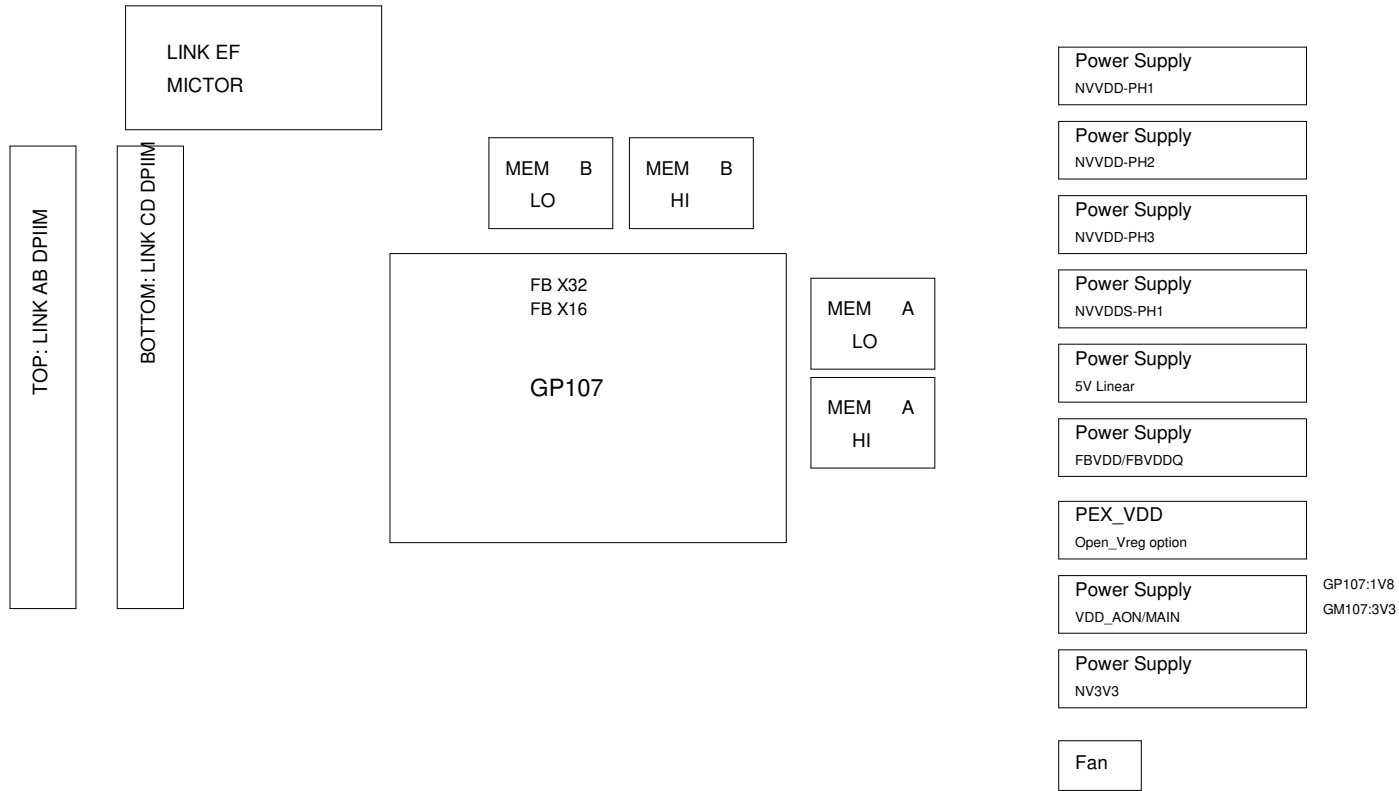 LINK EF
MICTOR
TOP: LINK AB DPIIM
BOTTOM: LINK CD DPIIM
MEM B
LO
MEM B
HI
FB X32
FB X16
GP107
MEM A
LO
MEM A
HI
Power Supply
NVVDD-PH1
Power Supply
NVVDD-PH2
Power Supply
NVVDD-PH3
Power Supply
NVVDDS-PH1
Power Supply
5V Linear
Power Supply
FBVDD/FBVDDQ
PEX_VDD
Open_Vreg option
Power Supply
VDD_AON/MAIN
GP107:1V8
GM107:3V3
Power Supply
NV3V3
Fan